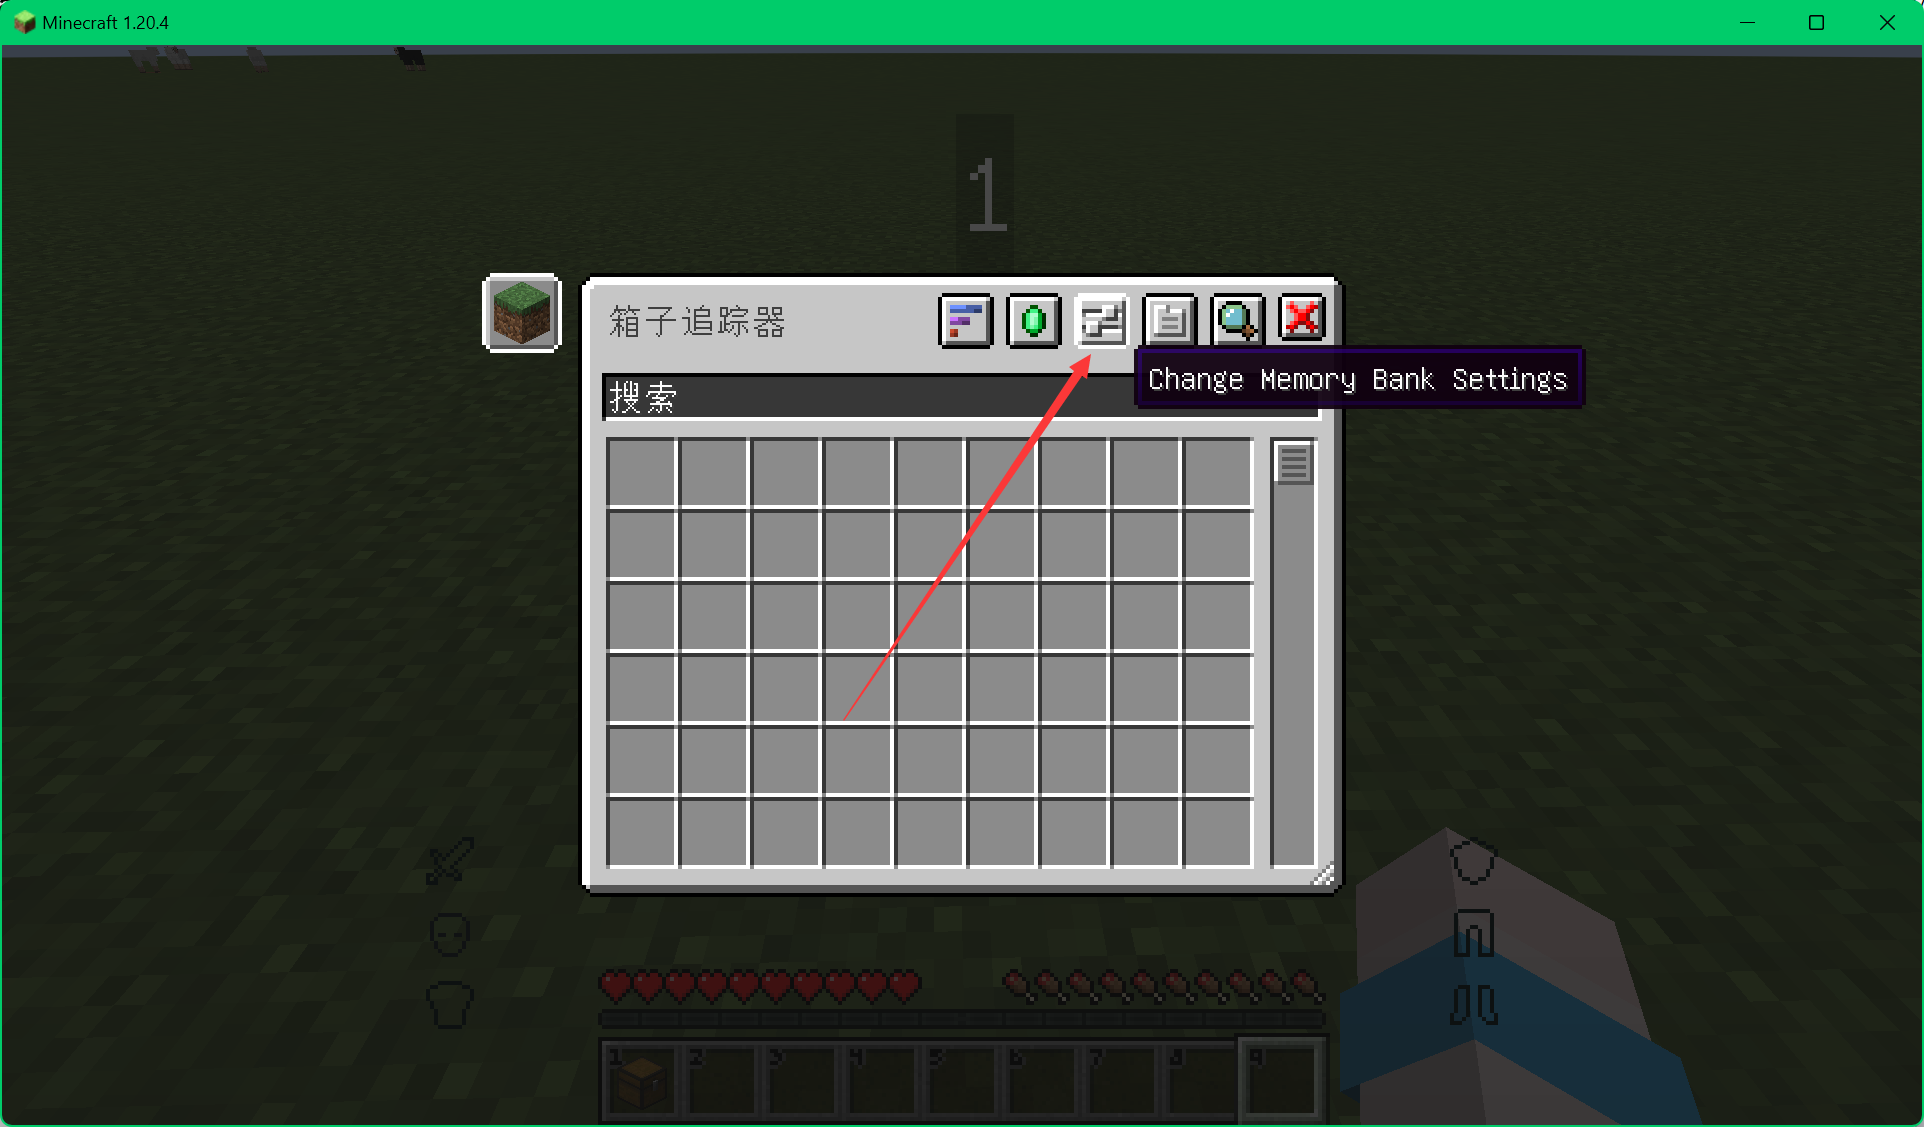 Minecraft 1.20.4
1
箱子追踪器
搜索
Change Memory Bank Settings
1 2 3 4 5 6 7 8 9